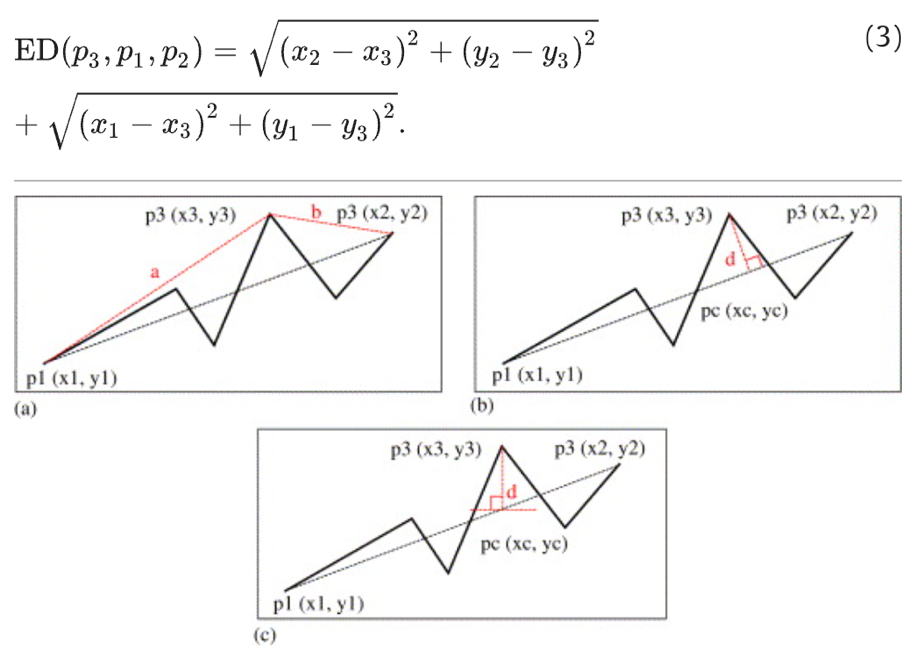 ED(p₃, p₁, p₂) = √((x₂ − x₃)² + (y₂ − y₃)²) (3)
+ √((x₁ − x₃)² + (y₁ − y₃)²).
p3 (x3, y3) b p3 (x2, y2)
a
p1 (x1, y1)
(a)
p3 (x3, y3) p3 (x2, y2)
d
pc (xc, yc)
p1 (x1, y1)
(b)
p3 (x3, y3) p3 (x2, y2)
d
pc (xc, yc)
p1 (x1, y1)
(c)